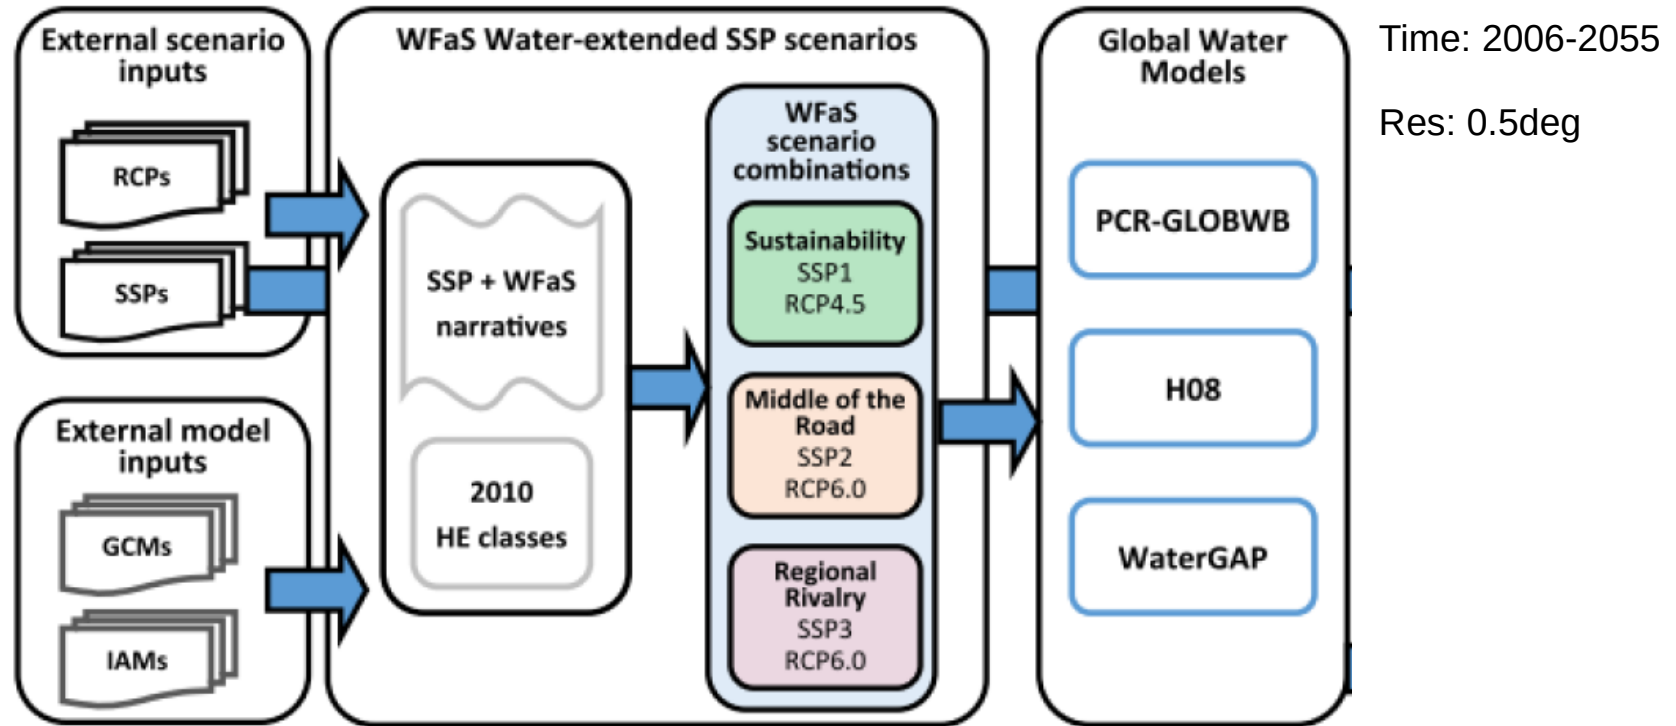 External scenario
inputs
RCPs
SSPs
External model
inputs
GCMs
IAMs
WFaS Water-extended SSP scenarios
SSP + WFaS
narratives
2010
HE classes
WFaS
scenario
combinations
Sustainability
SSP1
RCP4.5
Middle of the
Road
SSP2
RCP6.0
Regional
Rivalry
SSP3
RCP6.0
Global Water
Models
PCR-GLOBWB
H08
WaterGAP
Time: 2006-2055
Res: 0.5deg